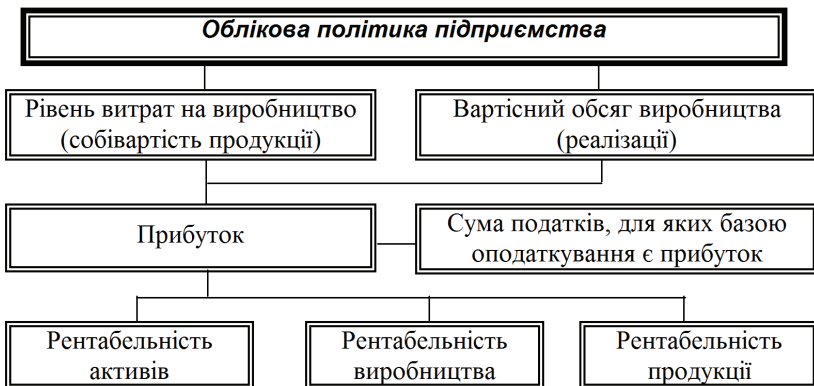 Облікова політика підприємства
Рівень витрат на виробництво
(собівартість продукції)
Вартісний обсяг виробництва
(реалізації)
Прибуток
Сума податків, для яких базою
оподаткування є прибуток
Рентабельність
активів
Рентабельність
виробництва
Рентабельність
продукції